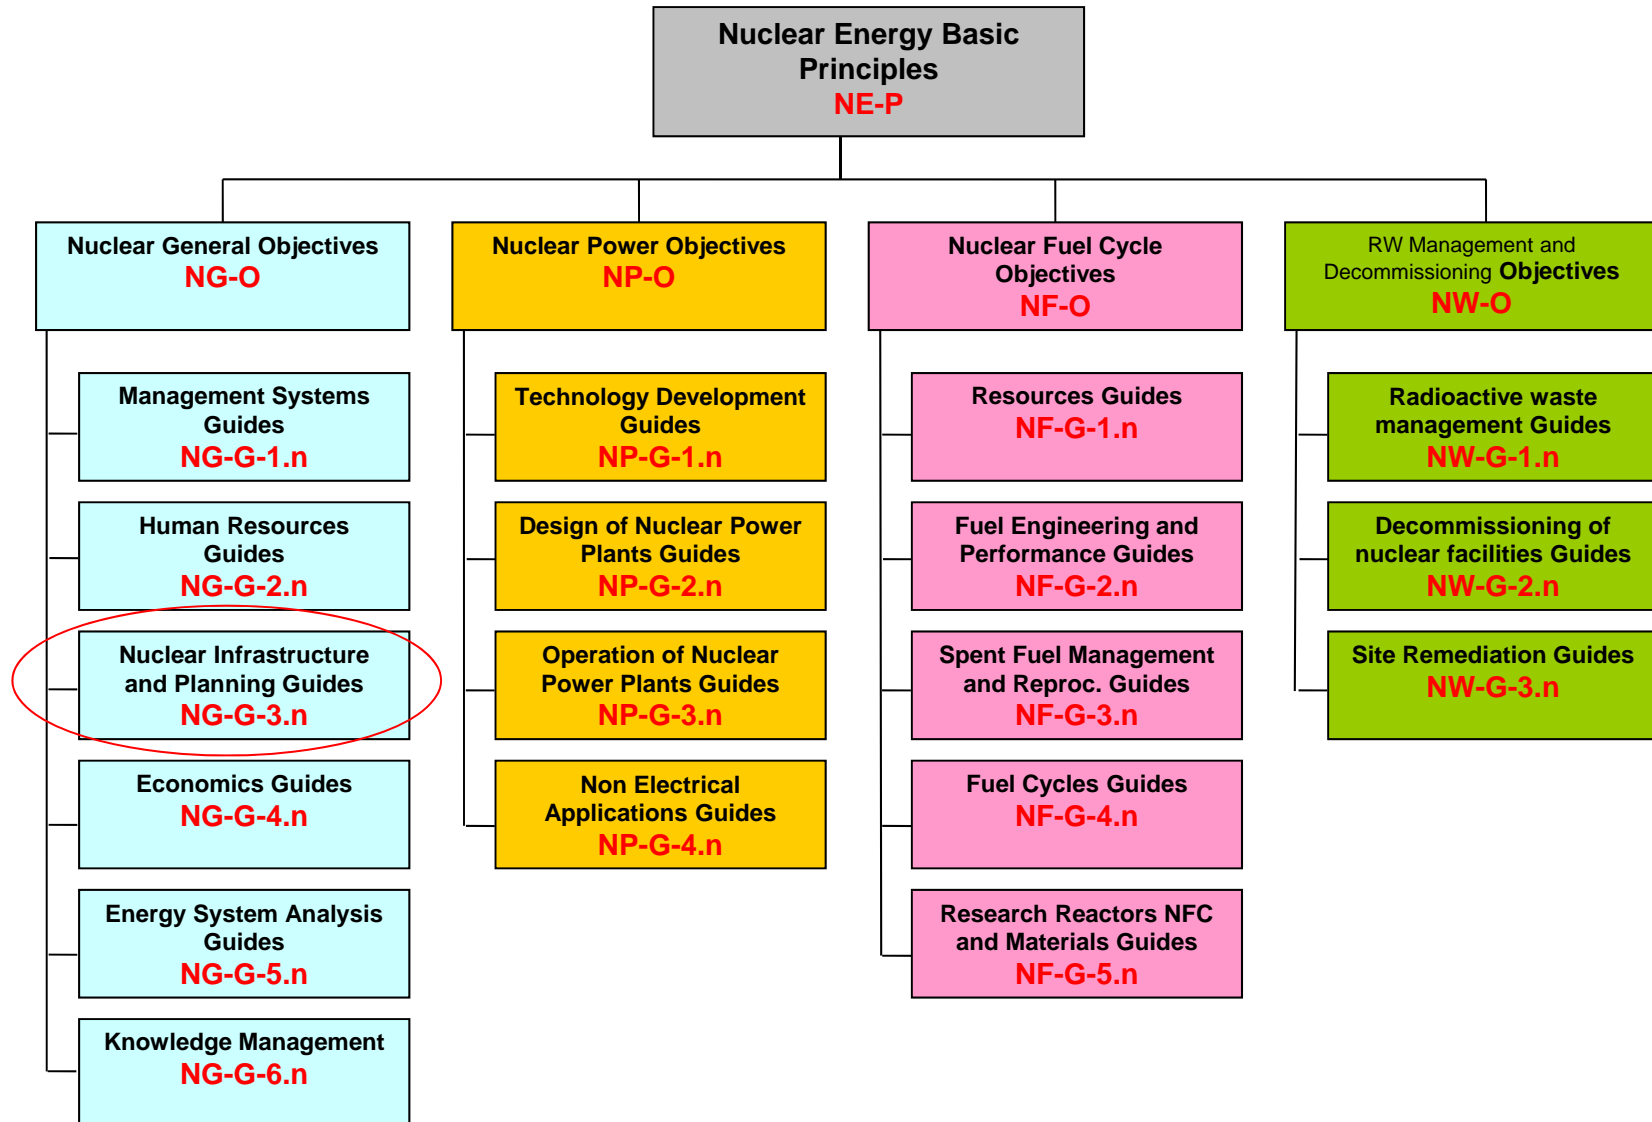 Nuclear Energy Basic
Principles
NE-P
Nuclear General Objectives
NG-O
Management Systems
Guides
NG-G-1.n
Human Resources
Guides
NG-G-2.n
Nuclear Infrastructure
and Planning Guides
NG-G-3.n
Economics Guides
NG-G-4.n
Energy System Analysis
Guides
NG-G-5.n
Knowledge Management
NG-G-6.n
Nuclear Power Objectives
NP-O
Technology Development
Guides
NP-G-1.n
Design of Nuclear Power
Plants Guides
NP-G-2.n
Operation of Nuclear
Power Plants Guides
NP-G-3.n
Non Electrical
Applications Guides
NP-G-4.n
Nuclear Fuel Cycle
Objectives
NF-O
Resources Guides
NF-G-1.n
Fuel Engineering and
Performance Guides
NF-G-2.n
Spent Fuel Management
and Reproc. Guides
NF-G-3.n
Fuel Cycles Guides
NF-G-4.n
Research Reactors NFC
and Materials Guides
NF-G-5.n
RW Management and
Decommissioning Objectives
NW-O
Radioactive waste
management Guides
NW-G-1.n
Decommissioning of
nuclear facilities Guides
NW-G-2.n
Site Remediation Guides
NW-G-3.n